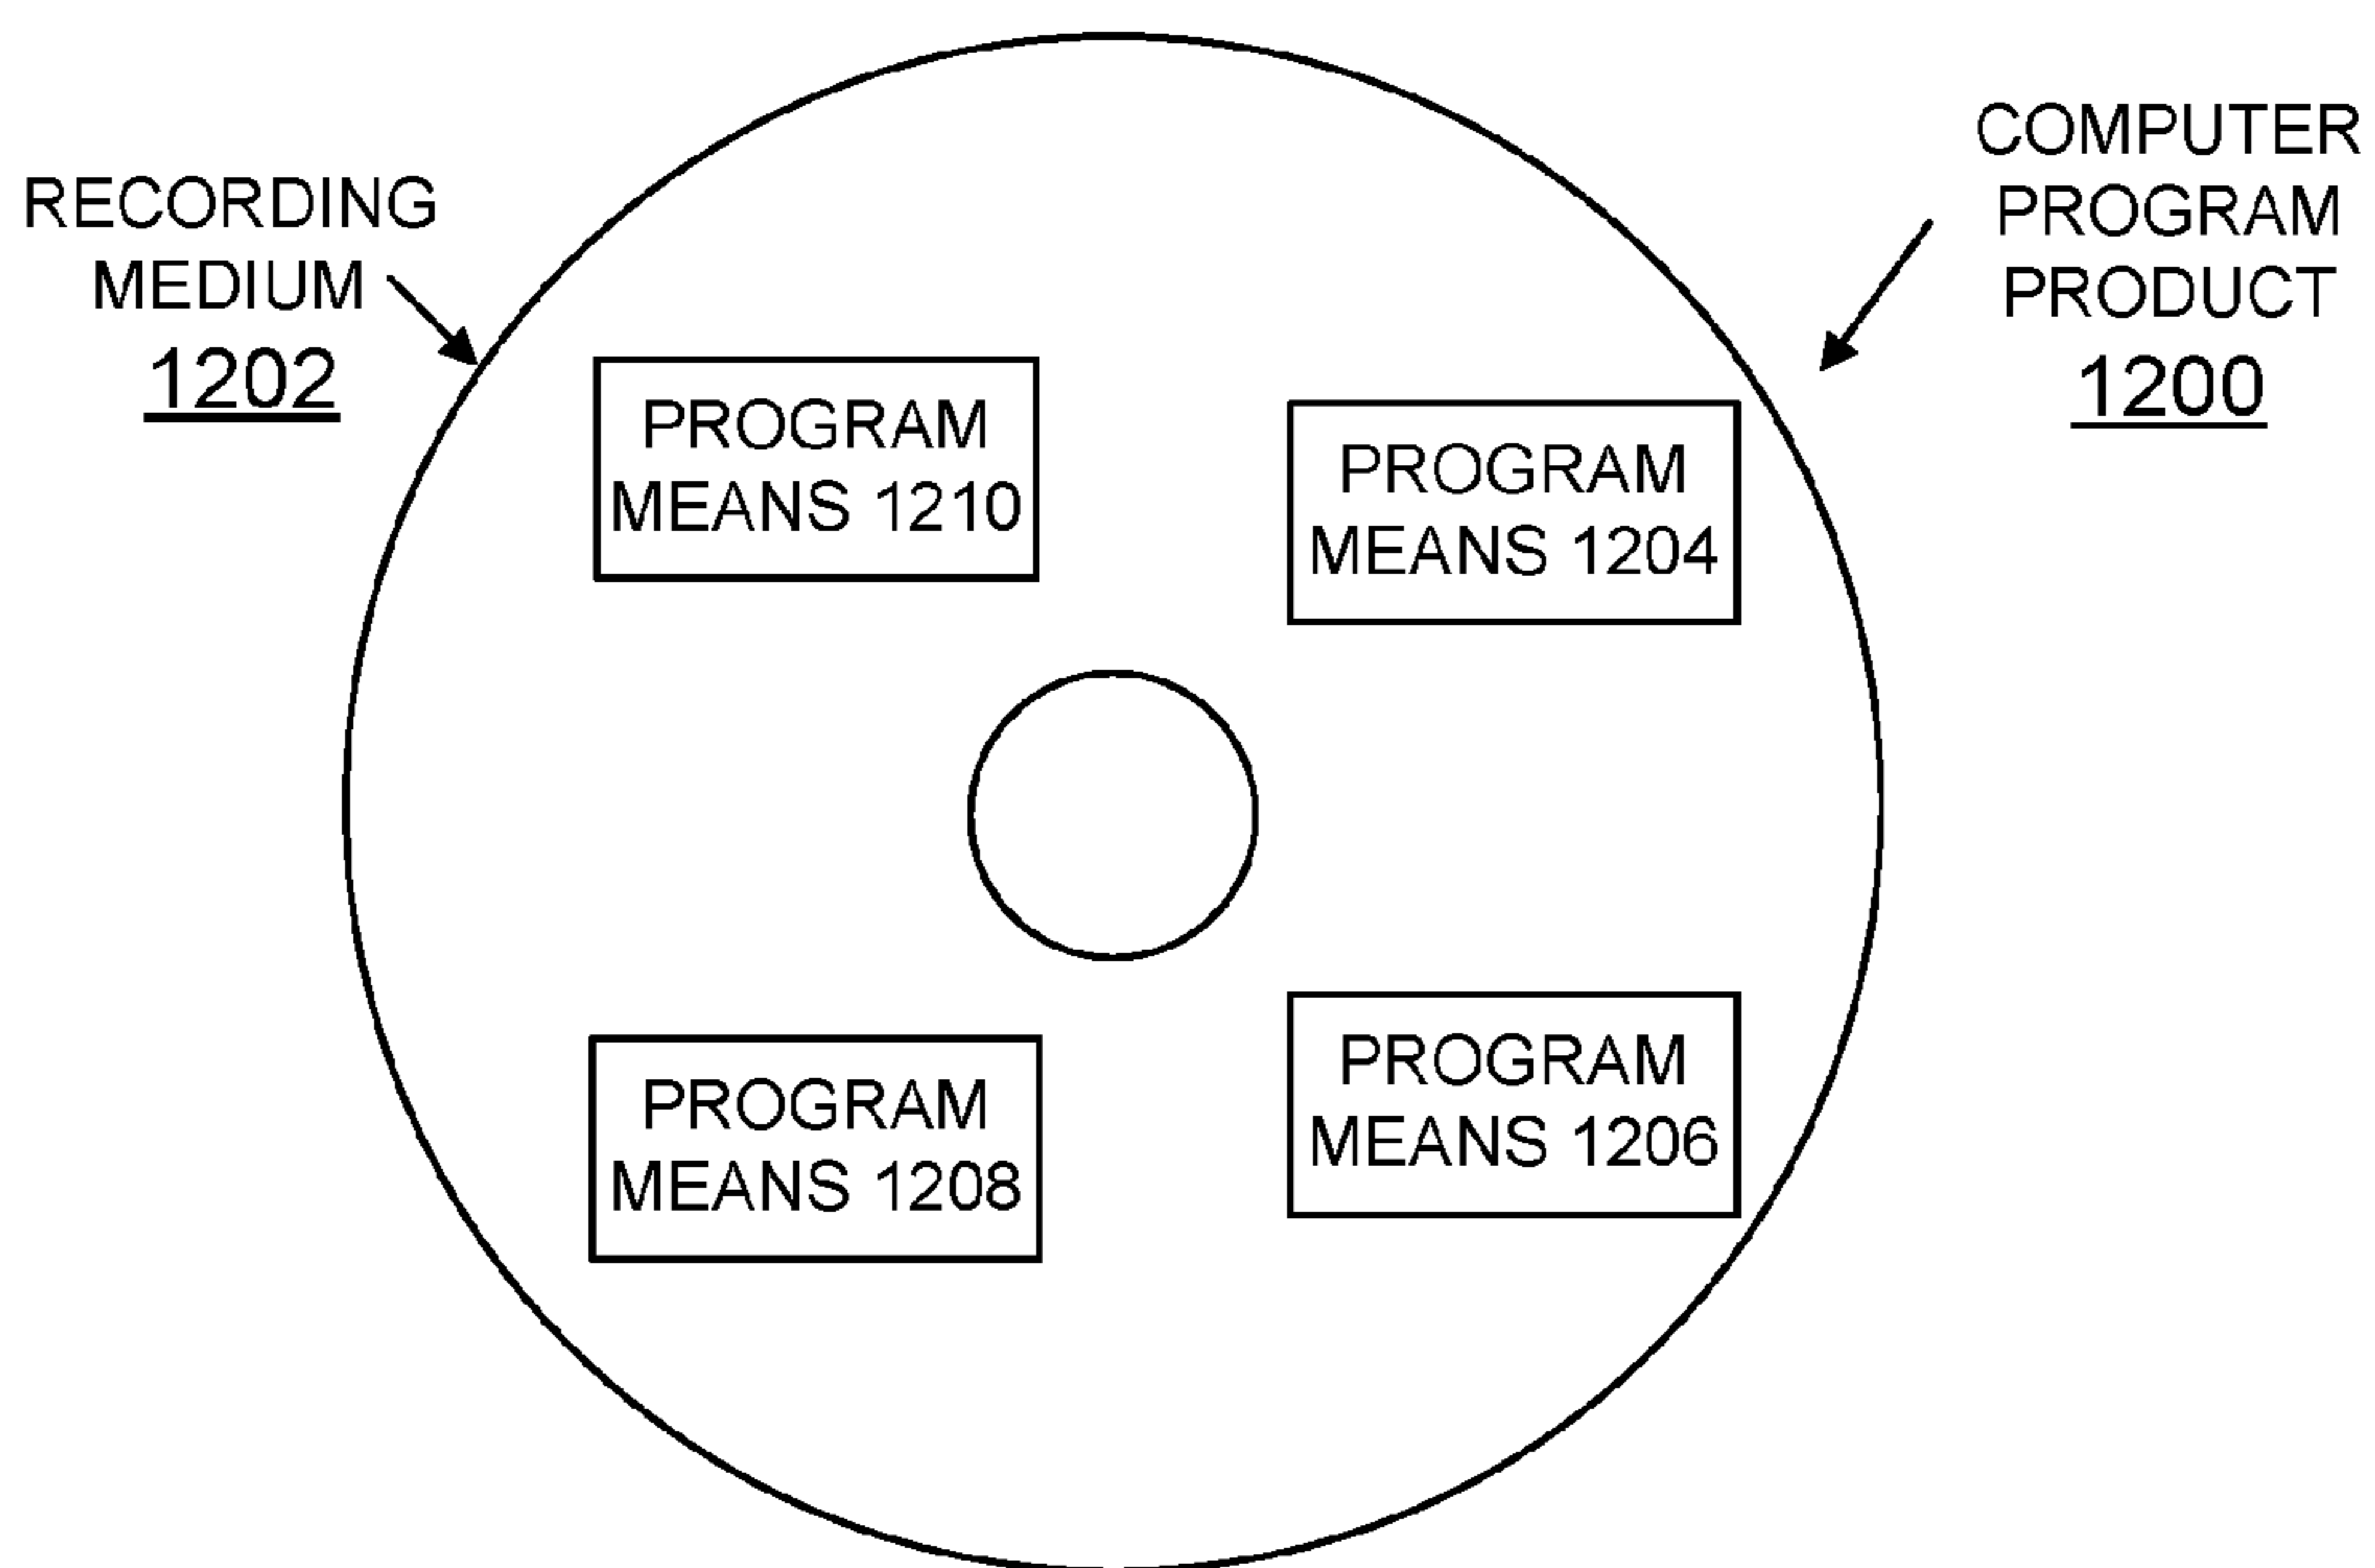 RECORDING
MEDIUM
1202
COMPUTER
PROGRAM
PRODUCT
1200
PROGRAM
MEANS 1210
PROGRAM
MEANS 1204
PROGRAM
MEANS 1208
PROGRAM
MEANS 1206